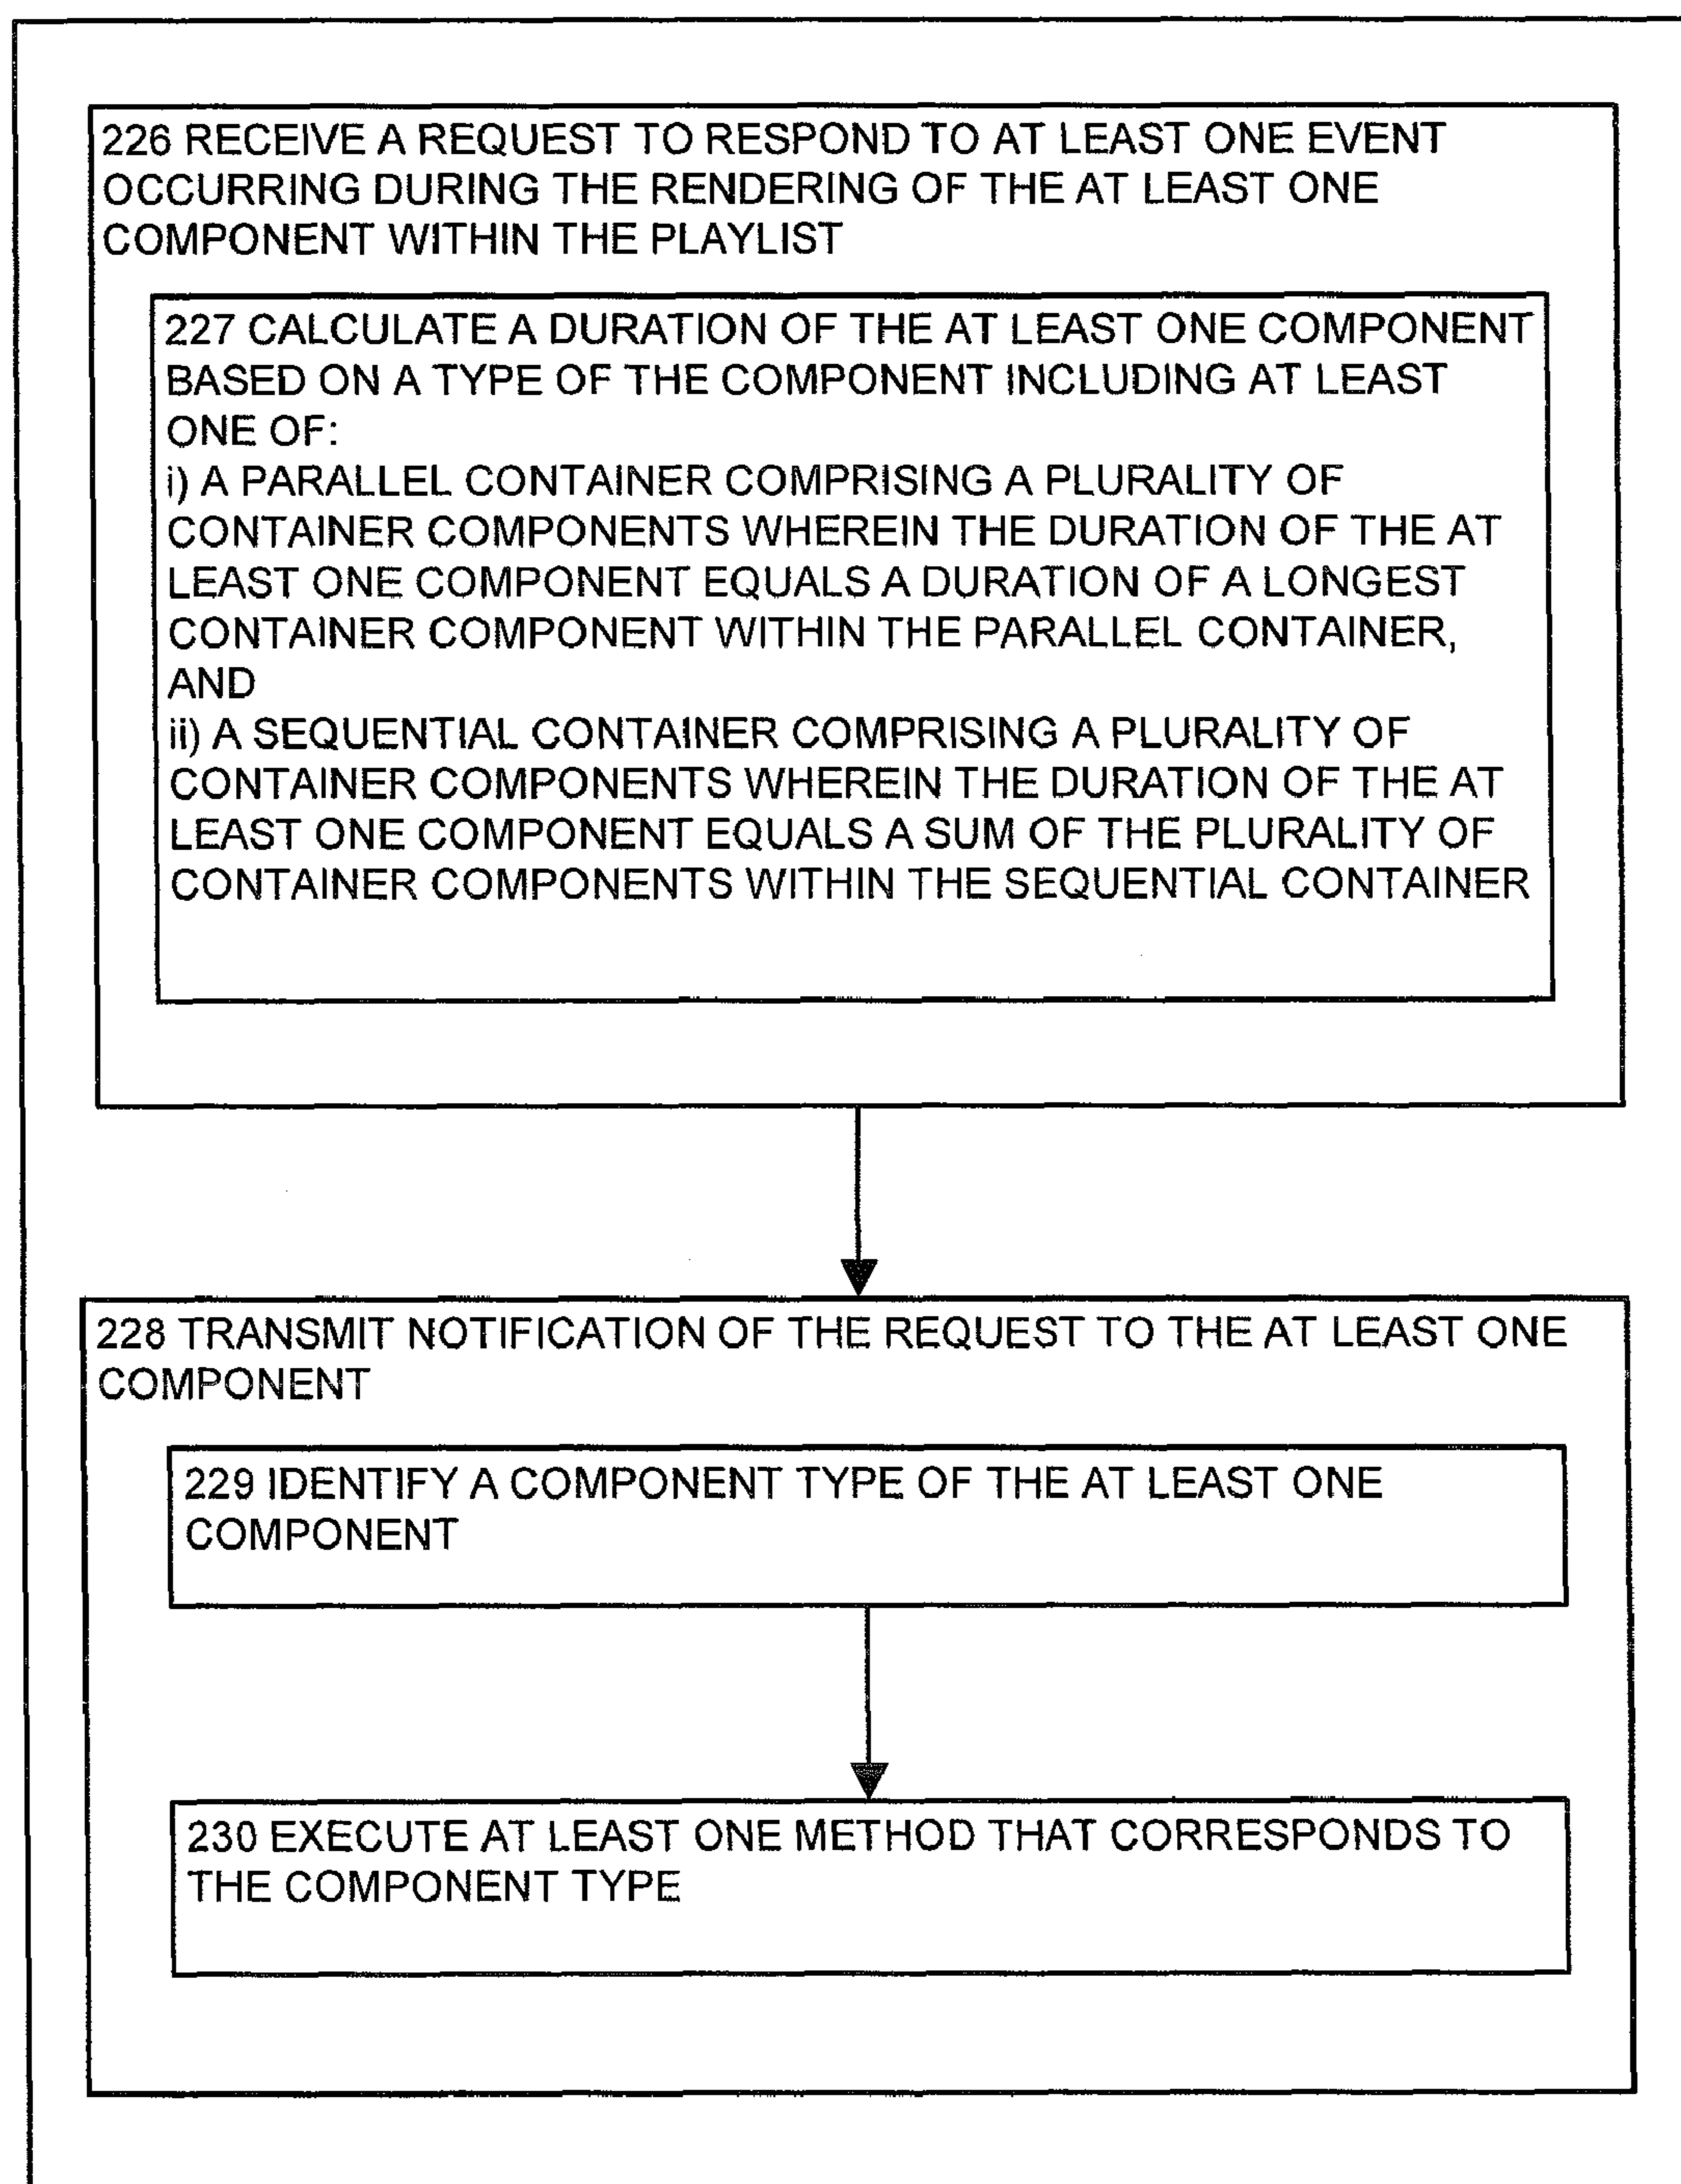 226 RECEIVE A REQUEST TO RESPOND TO AT LEAST ONE EVENT
OCCURRING DURING THE RENDERING OF THE AT LEAST ONE
COMPONENT WITHIN THE PLAYLIST
227 CALCULATE A DURATION OF THE AT LEAST ONE COMPONENT
BASED ON A TYPE OF THE COMPONENT INCLUDING AT LEAST
ONE OF:
i) A PARALLEL CONTAINER COMPRISING A PLURALITY OF
CONTAINER COMPONENTS WHEREIN THE DURATION OF THE AT
LEAST ONE COMPONENT EQUALS A DURATION OF A LONGEST
CONTAINER COMPONENT WITHIN THE PARALLEL CONTAINER,
AND
ii) A SEQUENTIAL CONTAINER COMPRISING A PLURALITY OF
CONTAINER COMPONENTS WHEREIN THE DURATION OF THE AT
LEAST ONE COMPONENT EQUALS A SUM OF THE PLURALITY OF
CONTAINER COMPONENTS WITHIN THE SEQUENTIAL CONTAINER
228 TRANSMIT NOTIFICATION OF THE REQUEST TO THE AT LEAST ONE
COMPONENT
229 IDENTIFY A COMPONENT TYPE OF THE AT LEAST ONE
COMPONENT
230 EXECUTE AT LEAST ONE METHOD THAT CORRESPONDS TO
THE COMPONENT TYPE